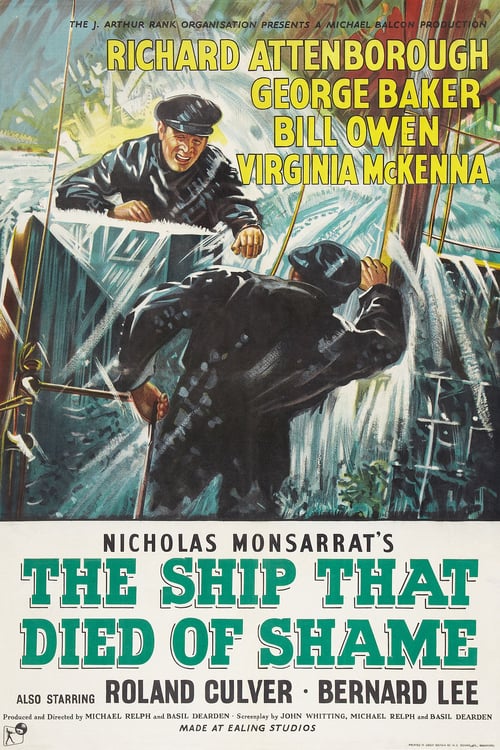 THE J. ARTHUR RANK ORGANISATION PRESENTS A MICHAEL BALCON PRODUCTION
RICHARD ATTENBOROUGH
GEORGE BAKER
BILL OWEN
VIRGINIA McKENNA
NICHOLAS MONSARRAT'S
THE SHIP THAT
DIED OF SHAME
ALSO STARRING ROLAND CULVER · BERNARD LEE
Produced and Directed by MICHAEL RELPH and BASIL DEARDEN · Screenplay by JOHN WHITING, MICHAEL RELPH and BASIL DEARDEN
MADE AT EALING STUDIOS